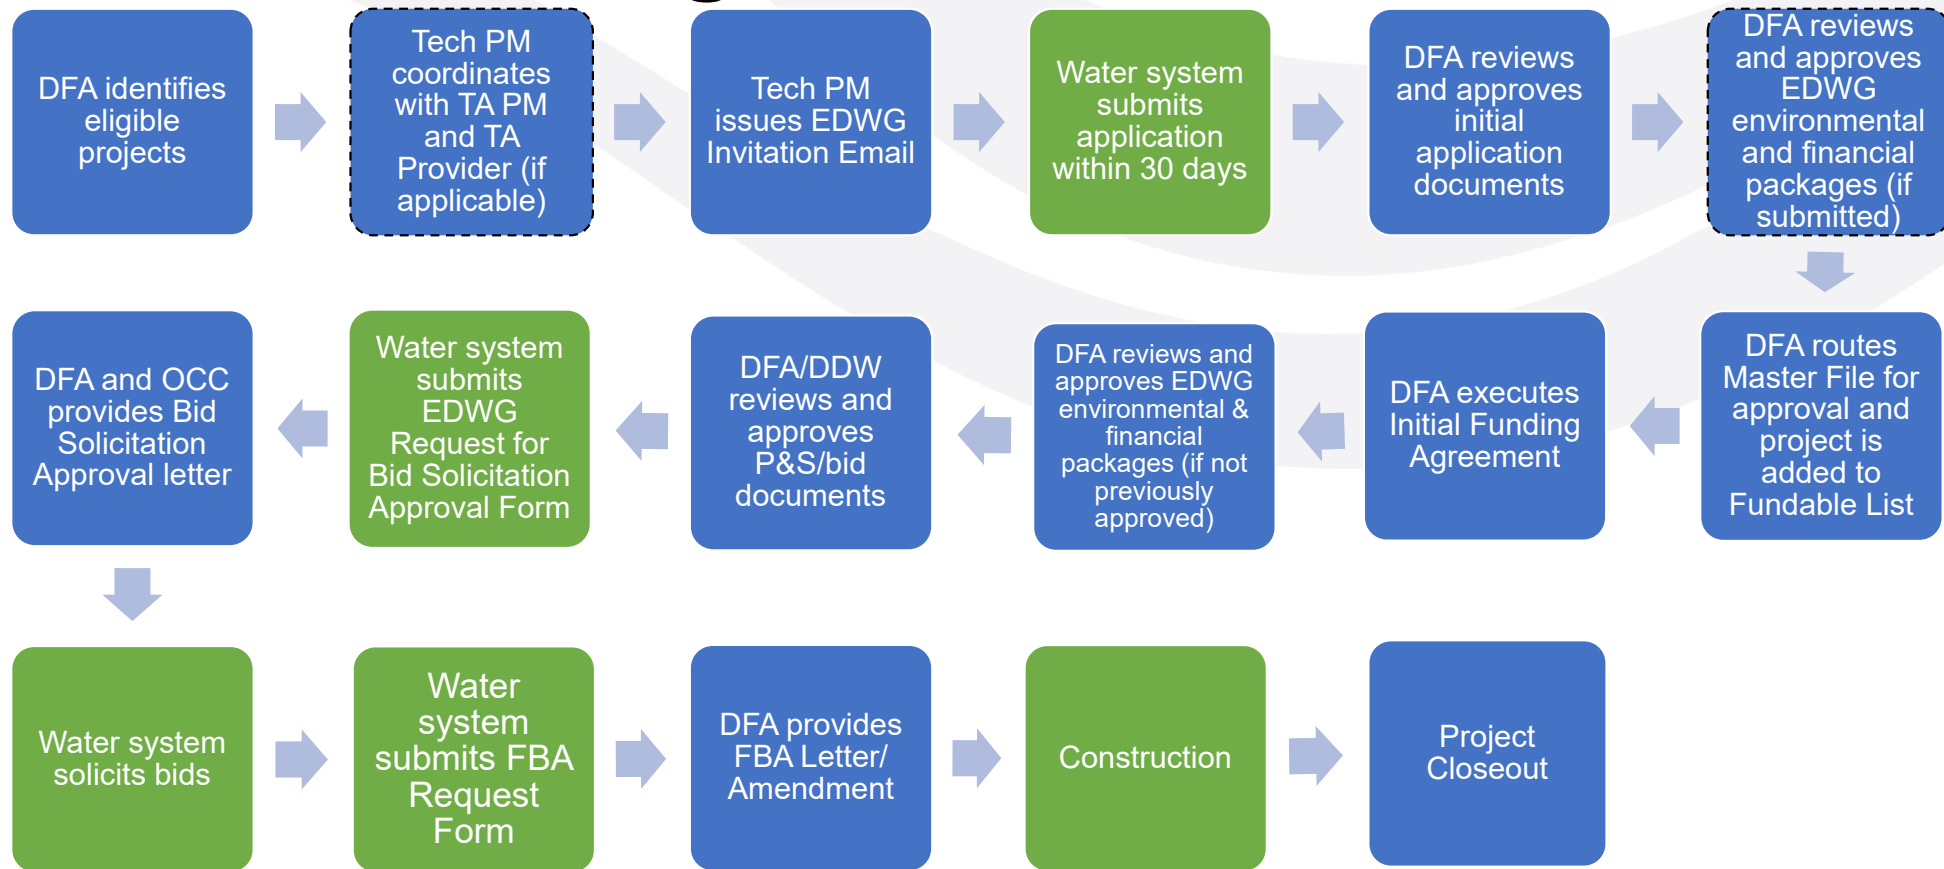 DFA identifies
eligible
projects
Tech PM
coordinates
with TA PM
and TA
Provider (if
applicable)
Tech PM
issues EDWG
Invitation Email
Water system
submits
application
within 30 days
DFA reviews
and approves
initial
application
documents
DFA reviews
and approves
EDWG
environmental
and financial
packages (if
submitted)
DFA routes
Master File for
approval and
project is
added to
Fundable List
DFA executes
Initial Funding
Agreement
DFA reviews and
approves EDWG
environmental &
financial
packages (if not
previously
approved)
DFA/DDW
reviews and
approves
P&S/bid
documents
Water system
submits
EDWG
Request for
Bid Solicitation
Approval Form
DFA and OCC
provides Bid
Solicitation
Approval letter
Water system
solicits bids
Water
system
submits FBA
Request
Form
DFA provides
FBA Letter/
Amendment
Construction
Project
Closeout